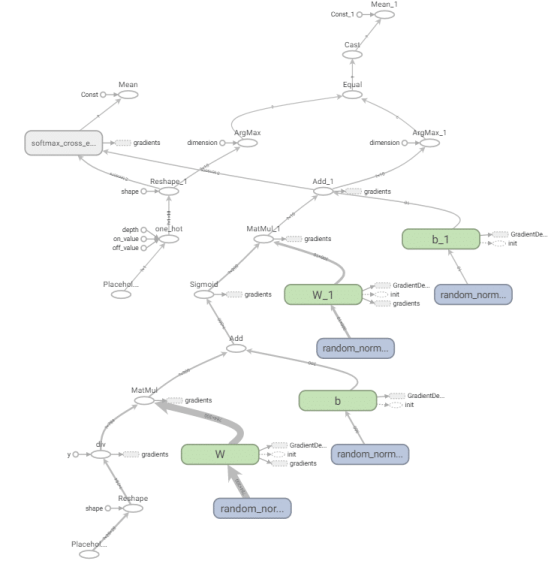 Mean_1
Const_1
Cast
Mean
Const
Equal
softmax_cross_e...
gradients
dimension
ArgMax
dimension
ArgMax_1
Reshape_1
shape
Add_1
gradients
depth
on_value
off_value
one_hot
MatMul_1
gradients
b_1
GradientDe...
init
Placehol...
Sigmoid
gradients
W_1
GradientDe...
init
gradients
random_norm...
random_norm...
Add
MatMul
gradients
b
GradientDe...
init
div
y
gradients
W
GradientDe...
init
gradients
random_norm...
Reshape
shape
random_nor...
Placehol...